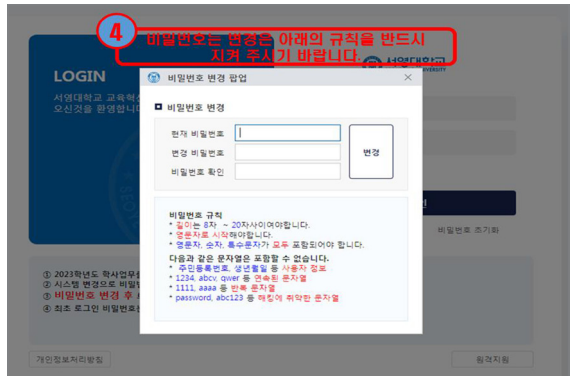 4
비밀번호는 변경은 아래의 규칙을 반드시
지켜 주시기 바랍니다.
서영대학교
LOGIN
서영대학교 교육혁신
오신것을 환영합니다
비밀번호 변경 팝업
비밀번호 변경
현재 비밀번호
변경 비밀번호
비밀번호 확인
변경
비밀번호 규칙
* 길이는 8자 ~ 20자사이여야합니다.
* 영문자로 시작해야합니다.
* 영문자, 숫자, 특수문자가 모두 포함되어야 합니다.
다음과 같은 문자열은 포함할 수 없습니다.
* 주민등록번호, 생년월일 등 사용자 정보
* 1234, abcv, qwer 등 연속된 문자열
* 1111, aaaa 등 반복 문자열
* password, abc123 등 해킹에 취약한 문자열
비밀번호 초기화
① 2023학년도 학사업무를
② 시스템 변경으로 비밀번
③ 비밀번호 변경 후
④ 최초 로그인 비밀번호는
개인정보처리방침
원격지원